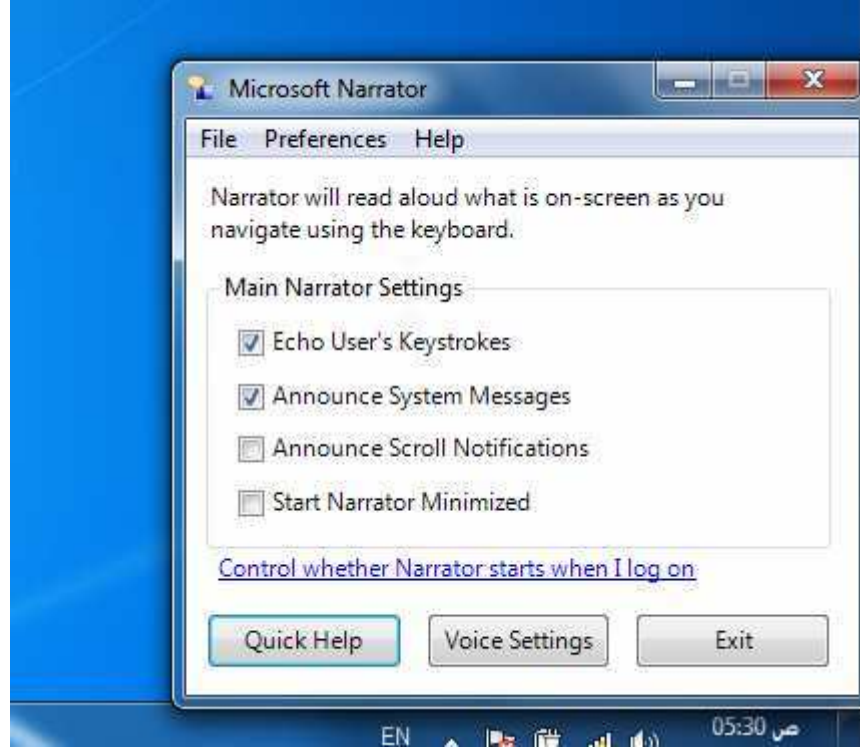 Microsoft Narrator
File Preferences Help
Narrator will read aloud what is on-screen as you
navigate using the keyboard.
Main Narrator Settings
Echo User's Keystrokes
Announce System Messages
Announce Scroll Notifications
Start Narrator Minimized
Control whether Narrator starts when I log on
Quick Help Voice Settings Exit
EN 05:30 ص